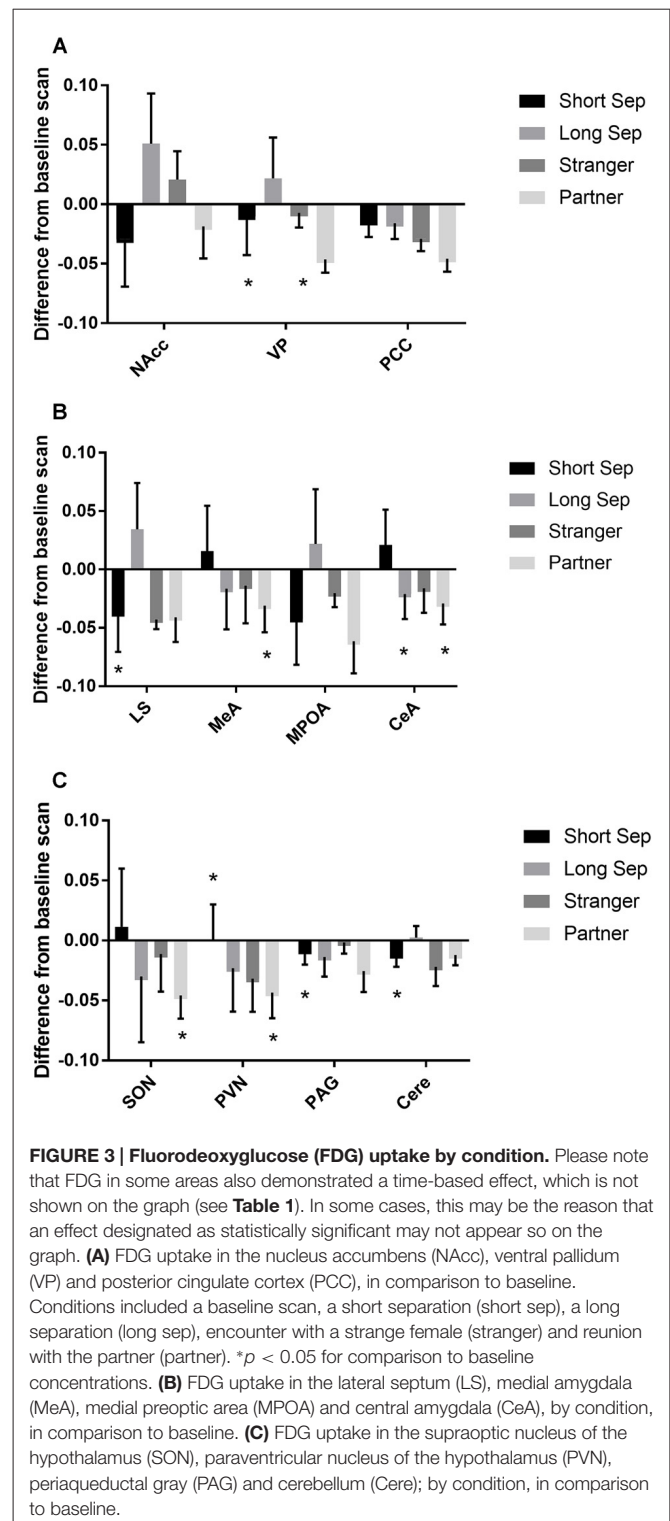 A
Difference from baseline scan
0.10
0.05
0.00
-0.05
-0.10
* *
NAcc VP PCC
Short Sep
Long Sep
Stranger
Partner
B
Difference from baseline scan
0.10
0.05
0.00
-0.05
-0.10
* * * *
LS MeA MPOA CeA
Short Sep
Long Sep
Stranger
Partner
C
Difference from baseline scan
0.10
0.05
0.00
-0.05
-0.10
*
* * * *
SON PVN PAG Cere
Short Sep
Long Sep
Stranger
Partner
FIGURE 3 | Fluorodeoxyglucose (FDG) uptake by condition. Please note
that FDG in some areas also demonstrated a time-based effect, which is not
shown on the graph (see Table 1). In some cases, this may be the reason that
an effect designated as statistically significant may not appear so on the
graph. (A) FDG uptake in the nucleus accumbens (NAcc), ventral pallidum
(VP) and posterior cingulate cortex (PCC), in comparison to baseline.
Conditions included a baseline scan, a short separation (short sep), a long
separation (long sep), encounter with a strange female (stranger) and reunion
with the partner (partner). *p < 0.05 for comparison to baseline
concentrations. (B) FDG uptake in the lateral septum (LS), medial amygdala
(MeA), medial preoptic area (MPOA) and central amygdala (CeA), by condition,
in comparison to baseline. (C) FDG uptake in the supraoptic nucleus of the
hypothalamus (SON), paraventricular nucleus of the hypothalamus (PVN),
periaqueductal gray (PAG) and cerebellum (Cere); by condition, in comparison
to baseline.